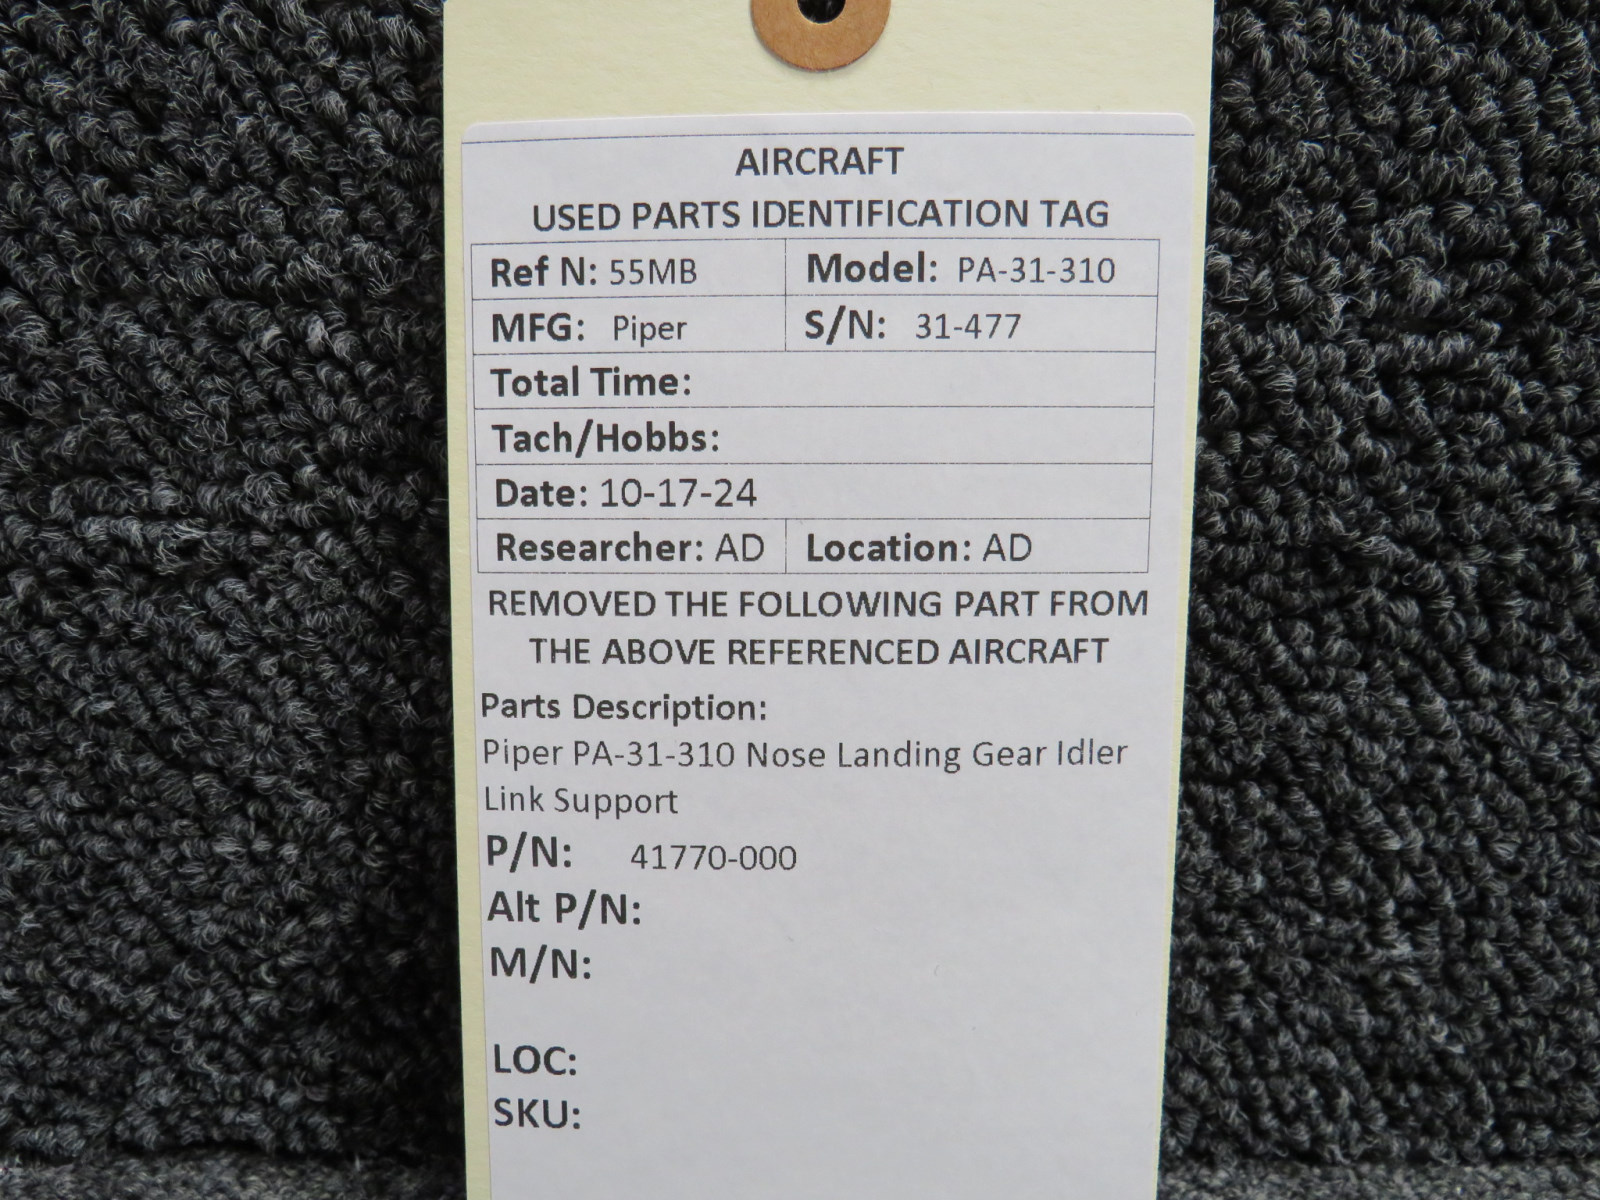 AIRCRAFT
USED PARTS IDENTIFICATION TAG
Ref N: 55MB Model: PA-31-310
MFG: Piper S/N: 31-477
Total Time:
Tach/Hobbs:
Date: 10-17-24
Researcher: AD Location: AD
REMOVED THE FOLLOWING PART FROM
THE ABOVE REFERENCED AIRCRAFT
Parts Description:
Piper PA-31-310 Nose Landing Gear Idler
Link Support
P/N: 41770-000
Alt P/N:
M/N:
LOC:
SKU: